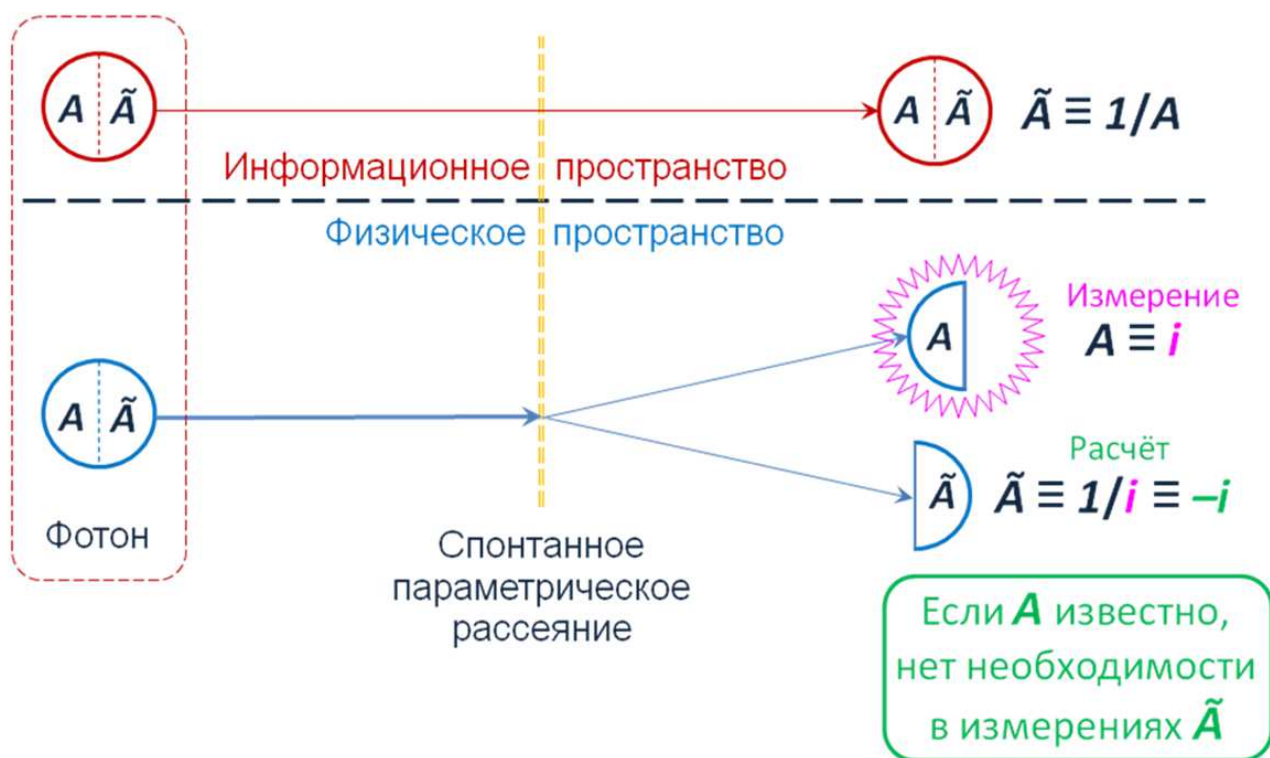 A Ã
A Ã
Ã ≡ 1/A
Информационное пространство
Физическое пространство
A Ã
Фотон
Спонтанное
параметрическое
рассеяние
A
Измерение
A ≡ i
Ã
Расчёт
Ã ≡ 1/i ≡ –i
Если A известно,
нет необходимости
в измерениях Ã